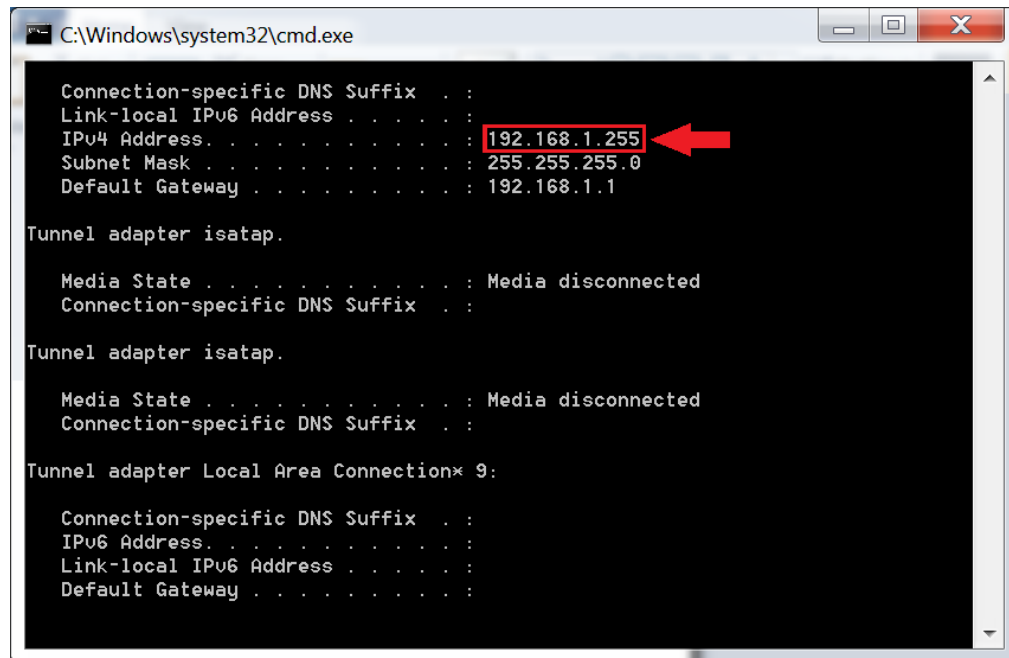 C:\Windows\system32\cmd.exe
Connection-specific DNS Suffix . :
Link-local IPv6 Address . . . . . :
IPv4 Address. . . . . . . . . . . : 192.168.1.255
Subnet Mask . . . . . . . . . . . : 255.255.255.0
Default Gateway . . . . . . . . . : 192.168.1.1
Tunnel adapter isatap.
Media State . . . . . . . . . . . : Media disconnected
Connection-specific DNS Suffix . :
Tunnel adapter isatap.
Media State . . . . . . . . . . . : Media disconnected
Connection-specific DNS Suffix . :
Tunnel adapter Local Area Connection* 9:
Connection-specific DNS Suffix . :
IPv6 Address. . . . . . . . . . . :
Link-local IPv6 Address . . . . . :
Default Gateway . . . . . . . . . :